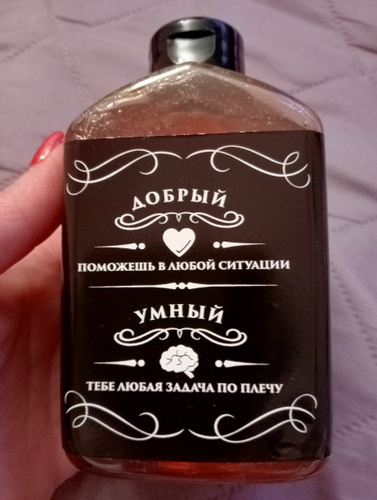 ДОБРЫЙ
ПОМОЖЕШЬ В ЛЮБОЙ СИТУАЦИИ
УМНЫЙ
ТЕБЕ ЛЮБАЯ ЗАДАЧА ПО ПЛЕЧУ